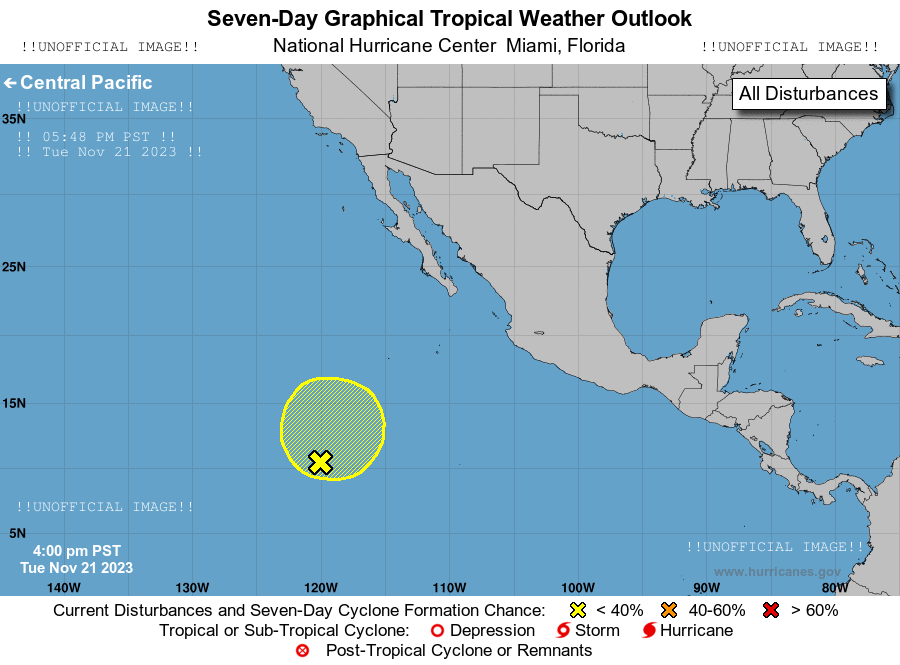 Seven-Day Graphical Tropical Weather Outlook
!!UNOFFICIAL IMAGE!! National Hurricane Center Miami, Florida !!UNOFFICIAL IMAGE!!
← Central Pacific
All Disturbances
!!UNOFFICIAL IMAGE!!
35N
!! 05:48 PM PST !!
!! Tue Nov 21 2023 !!
25N
15N
!!UNOFFICIAL IMAGE!!
5N
!!UNOFFICIAL IMAGE!!
4:00 pm PST
Tue Nov 21 2023
www.hurricanes.gov
140W 130W 120W 110W 100W 90W 80W
Current Disturbances and Seven-Day Cyclone Formation Chance: < 40% 40-60% > 60%
Tropical or Sub-Tropical Cyclone: Depression Storm Hurricane
Post-Tropical Cyclone or Remnants